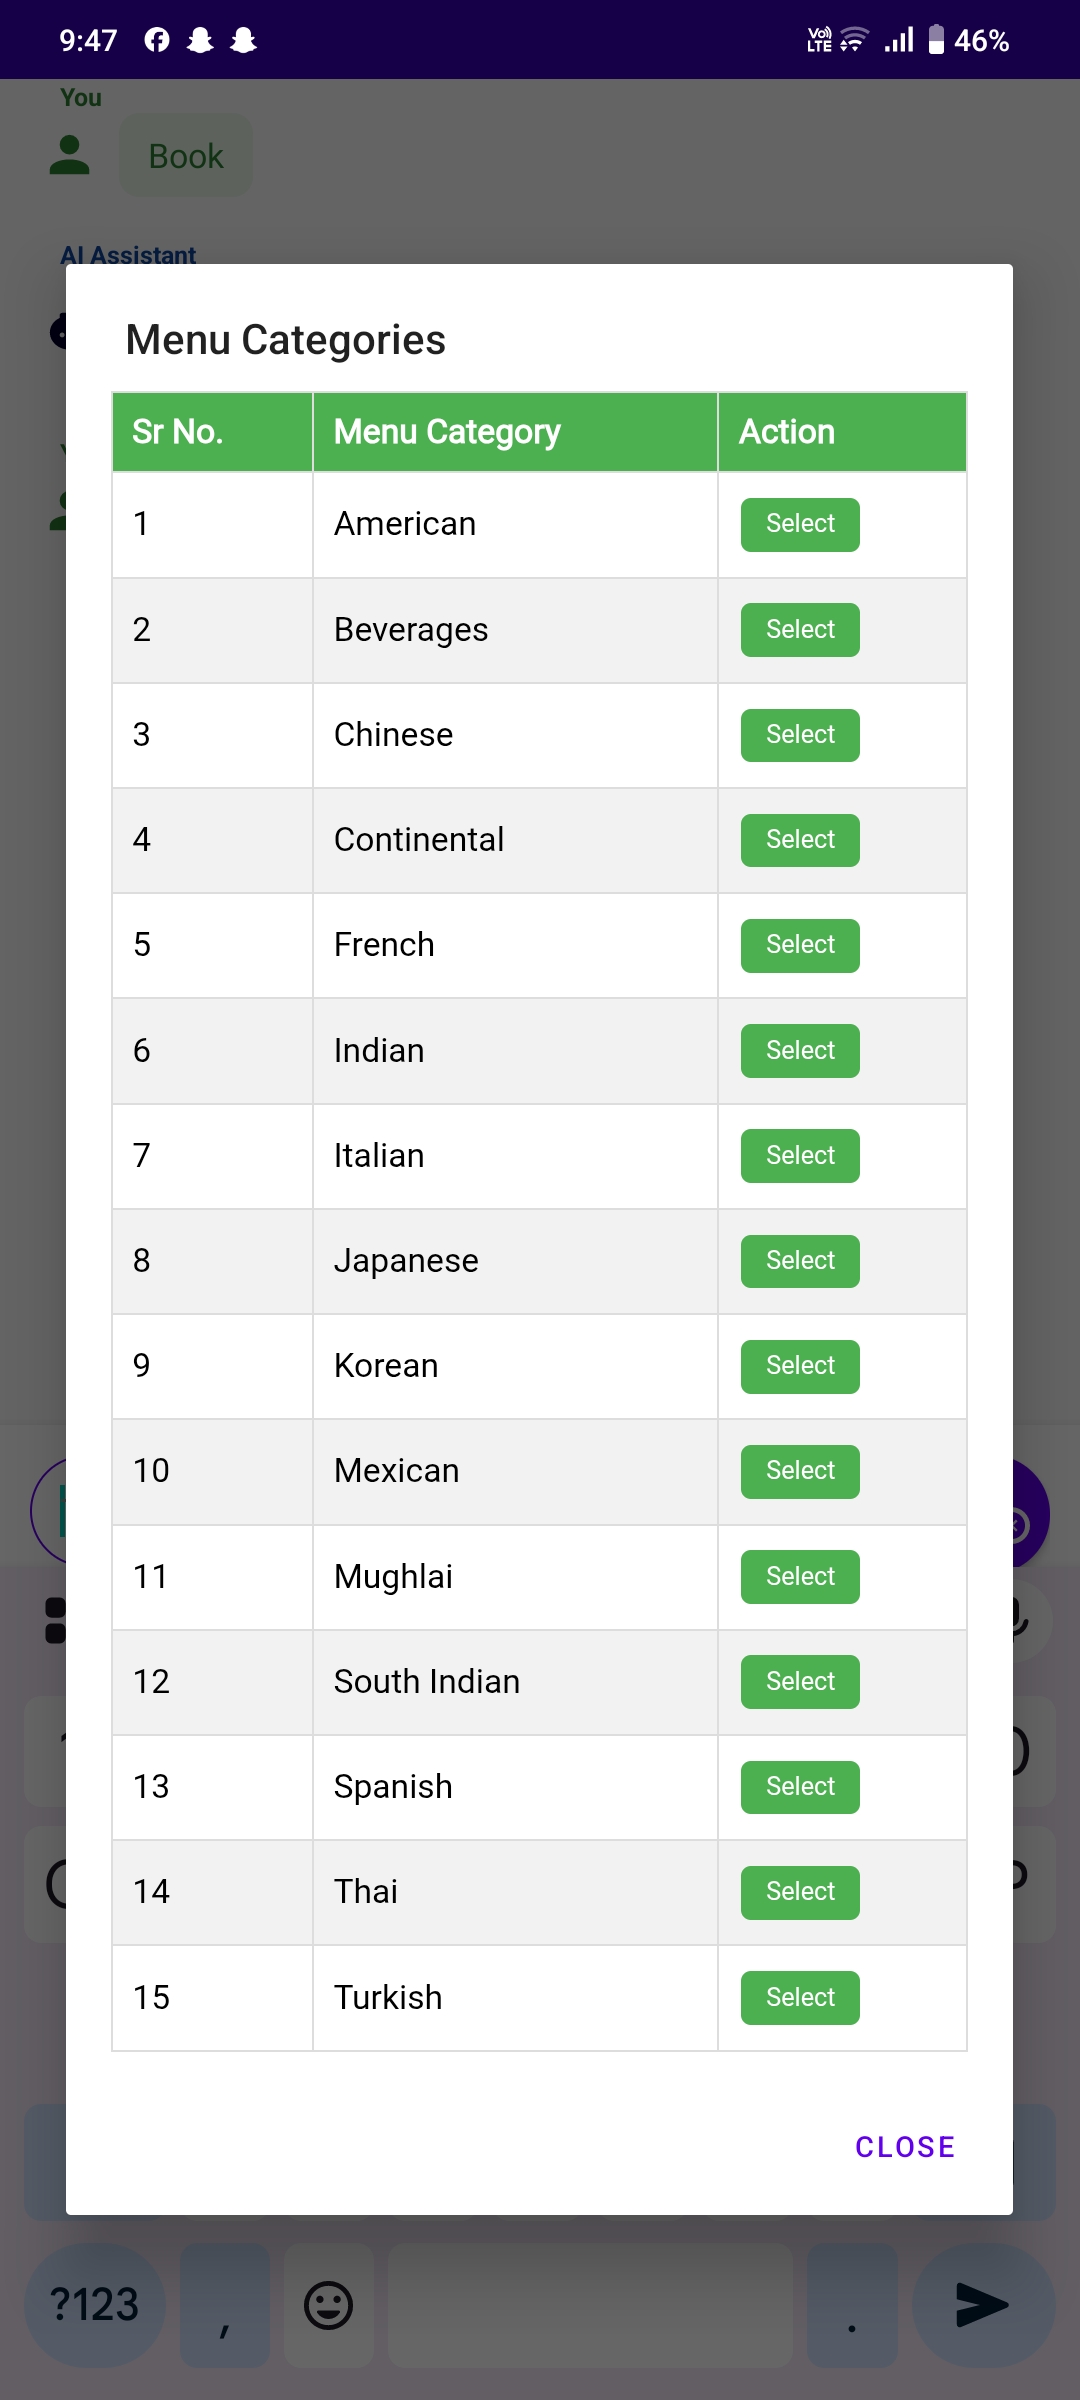 9:47 Vo) LTE 46%
You
Book
AI Assistant
Menu Categories
Sr No. Menu Category Action
1 American Select
2 Beverages Select
3 Chinese Select
4 Continental Select
5 French Select
6 Indian Select
7 Italian Select
8 Japanese Select
9 Korean Select
10 Mexican Select
11 Mughlai Select
12 South Indian Select
13 Spanish Select
14 Thai Select
15 Turkish Select
CLOSE
?123 , .